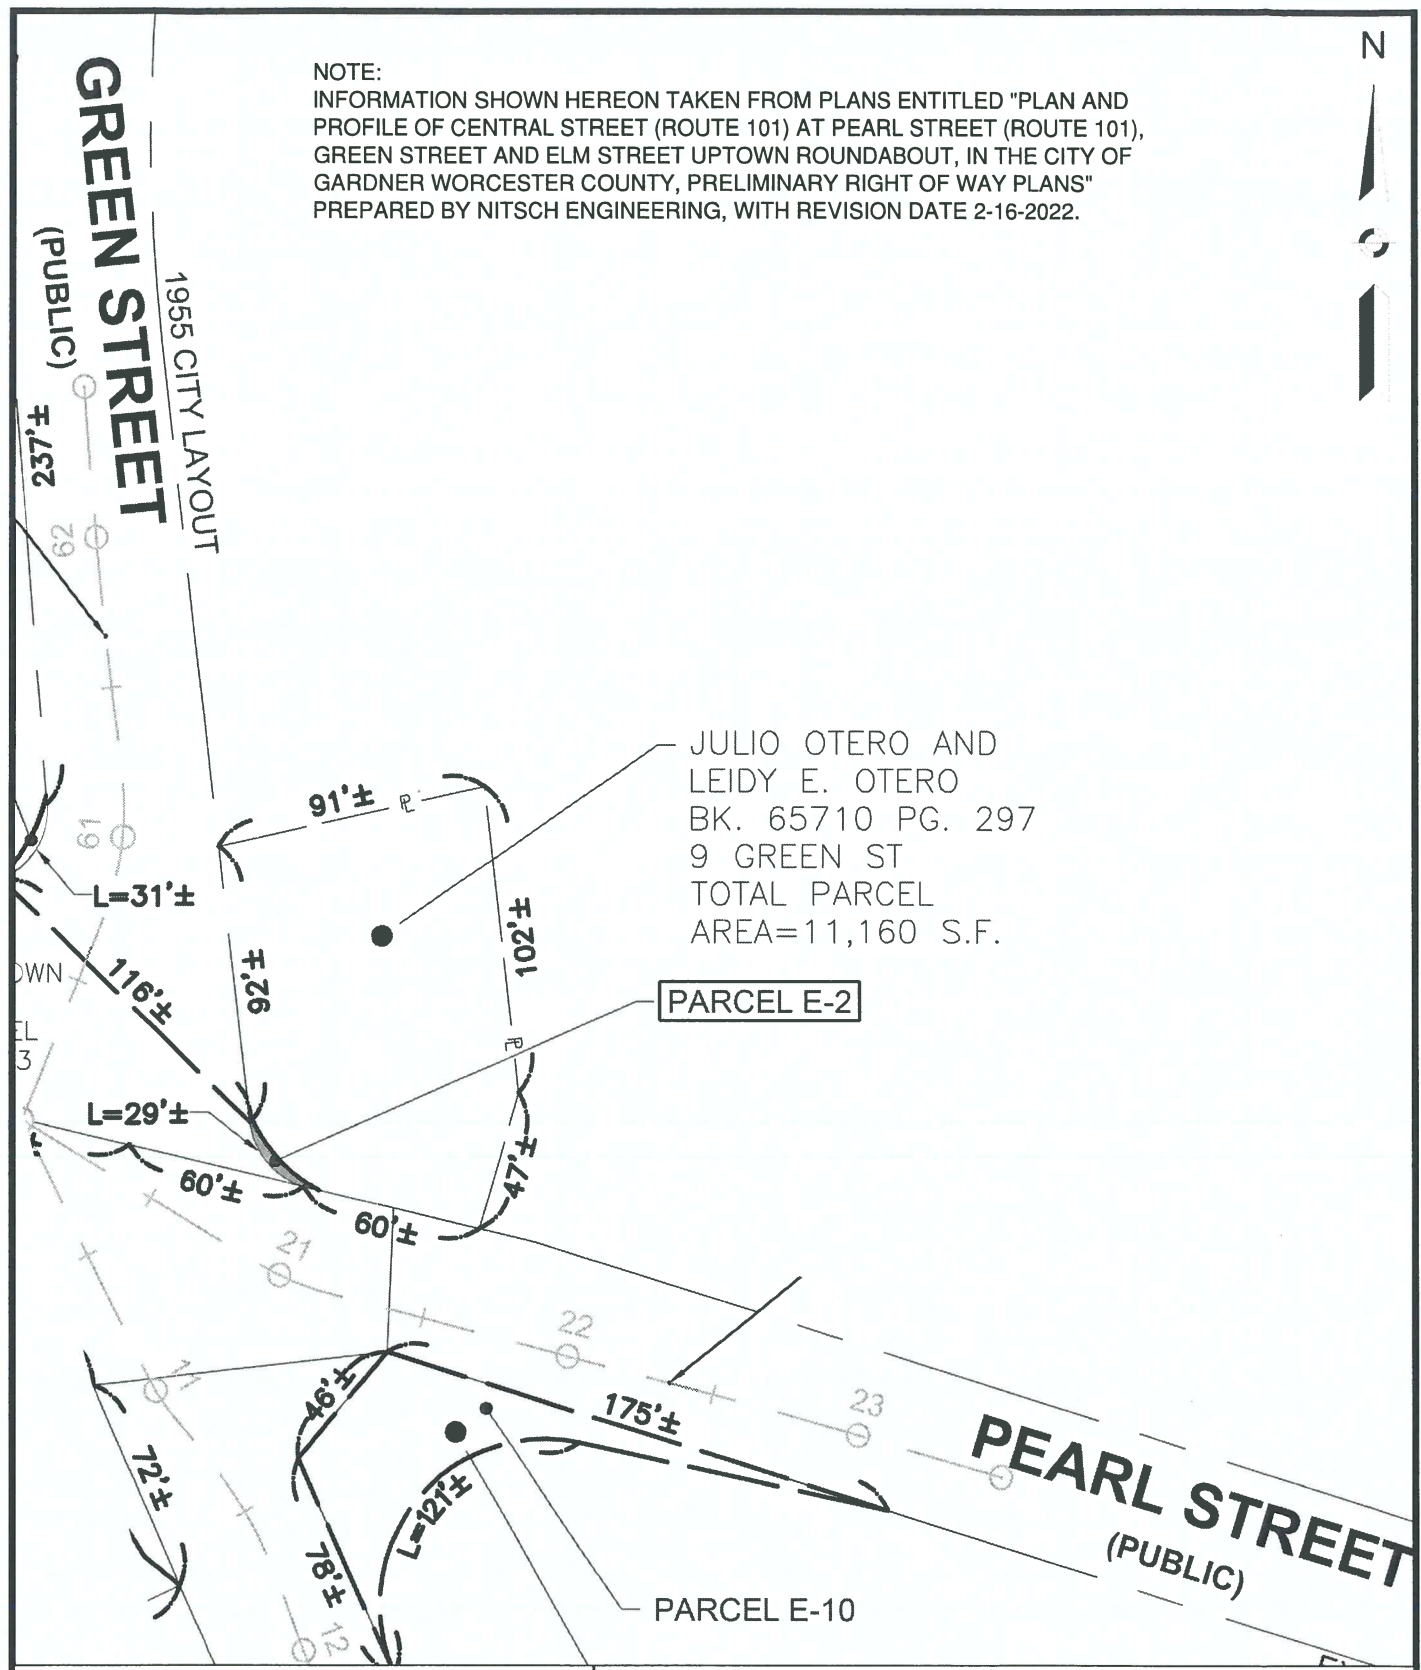 N
NOTE:
INFORMATION SHOWN HEREON TAKEN FROM PLANS ENTITLED "PLAN AND
PROFILE OF CENTRAL STREET (ROUTE 101) AT PEARL STREET (ROUTE 101),
GREEN STREET AND ELM STREET UPTOWN ROUNDABOUT, IN THE CITY OF
GARDNER WORCESTER COUNTY, PRELIMINARY RIGHT OF WAY PLANS"
PREPARED BY NITSCH ENGINEERING, WITH REVISION DATE 2-16-2022.
GREEN STREET
(PUBLIC)
1955 CITY LAYOUT
237'±
62
61
L=31'±
91'± PL
JULIO OTERO AND
LEIDY E. OTERO
BK. 65710 PG. 297
9 GREEN ST
TOTAL PARCEL
AREA=11,160 S.F.
102'±
92'±
116'±
OWN
EL
3
PARCEL E-2
PL
L=29'±
60'±
47'±
60'±
21
22
23
11
46'±
175'±
72'±
L=121'±
78'±
12
PEARL STREET
(PUBLIC)
PARCEL E-10